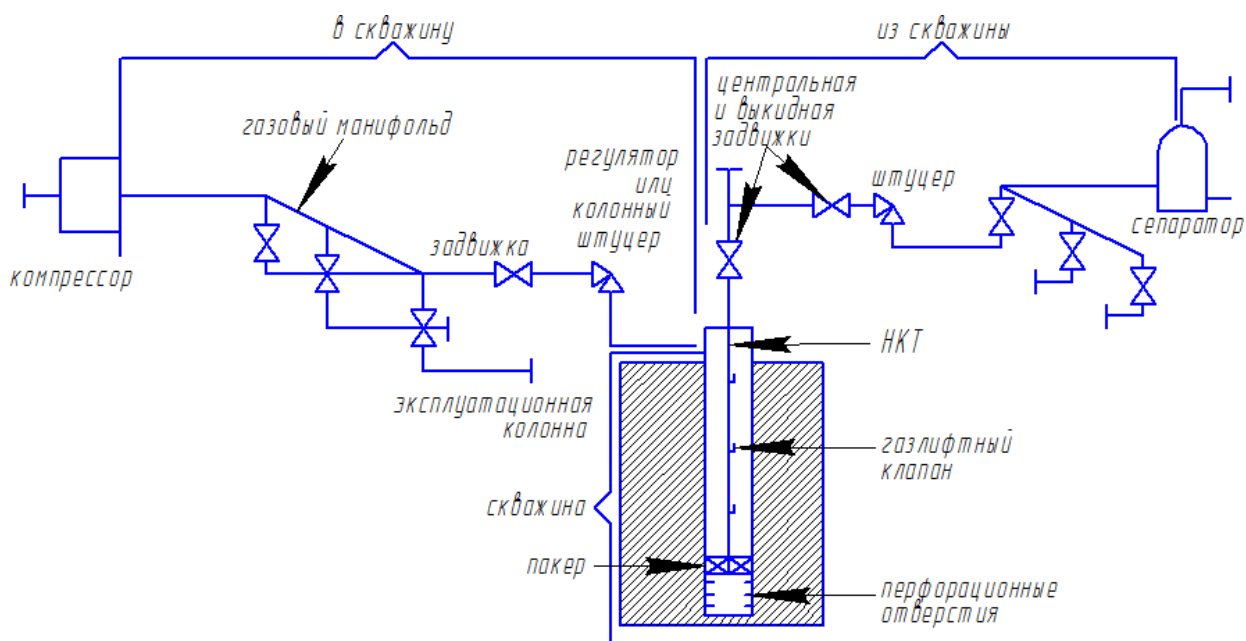 в скважину
из скважины
центральная
и выкидная
задвижки
газовый манифольд
регулятор
или
колонный
штуцер
штуцер
сепаратор
задвижка
компрессор
НКТ
эксплуатационная
колонна
газлифтный
клапан
скважина
пакер
перфорационные
отверстия